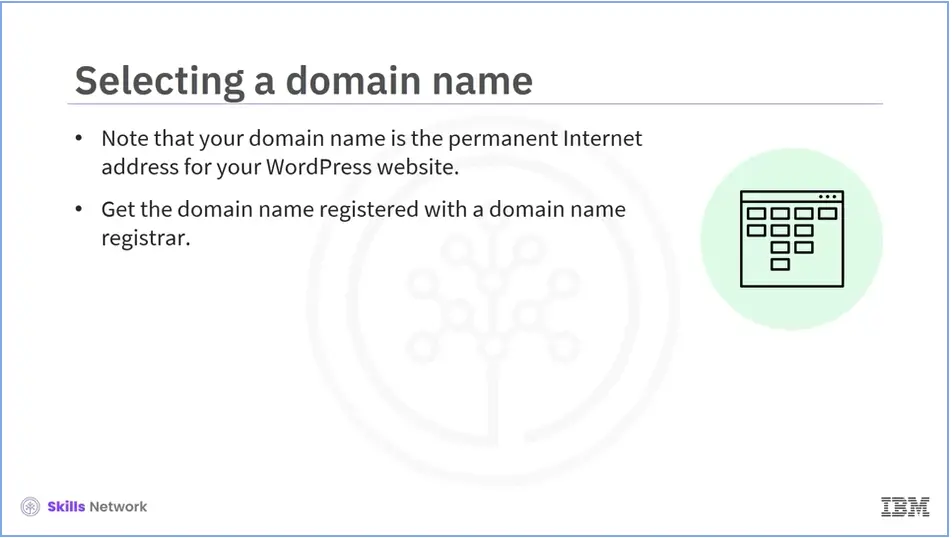 Selecting a domain name
• Note that your domain name is the permanent Internet
address for your WordPress website.
• Get the domain name registered with a domain name
registrar.
Skills Network
IBM